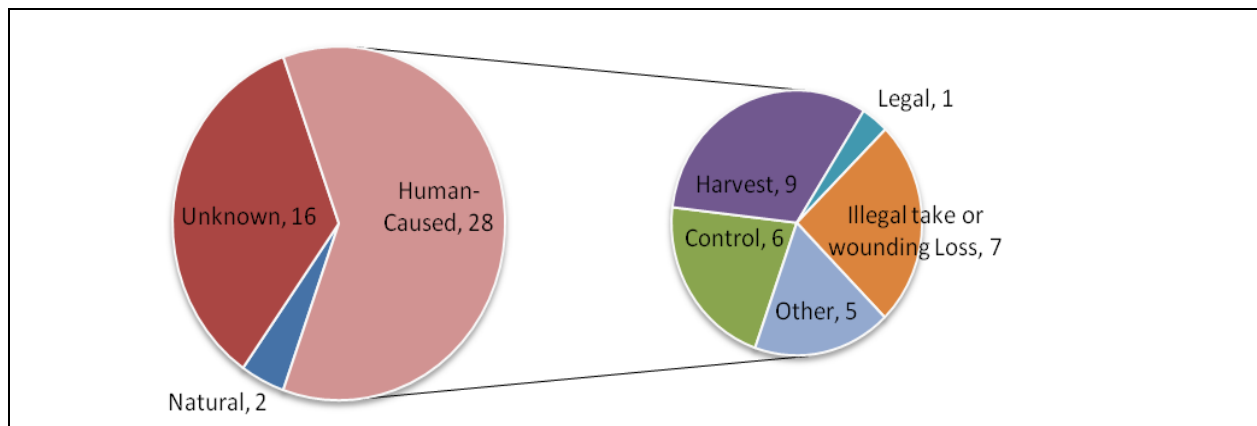 Unknown, 16
Human-
Caused, 28
Natural, 2
Legal, 1
Harvest, 9
Illegal take or
wounding Loss, 7
Control, 6
Other, 5